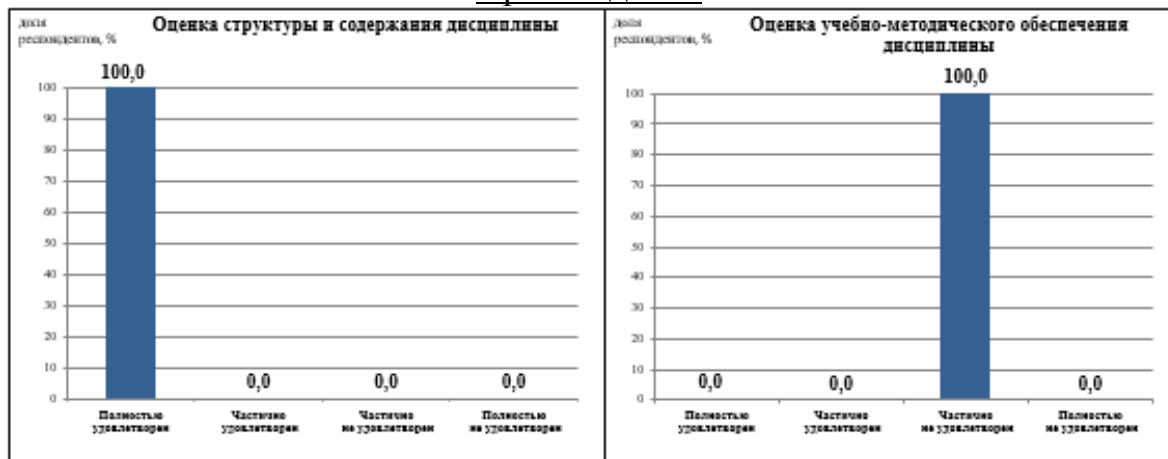 доля
респондентов, %
Оценка структуры и содержания дисциплины
100,0
100
90
80
70
60
50
40
30
20
10
0
0,0
0,0
0,0
Полностью
удовлетворен
Частично
удовлетворен
Частично
не удовлетворен
Полностью
не удовлетворен
доля
респондентов, %
Оценка учебно-методического обеспечения
дисциплины
100,0
100
90
80
70
60
50
40
30
20
10
0
0,0
0,0
0,0
Полностью
удовлетворен
Частично
удовлетворен
Частично
не удовлетворен
Полностью
не удовлетворен